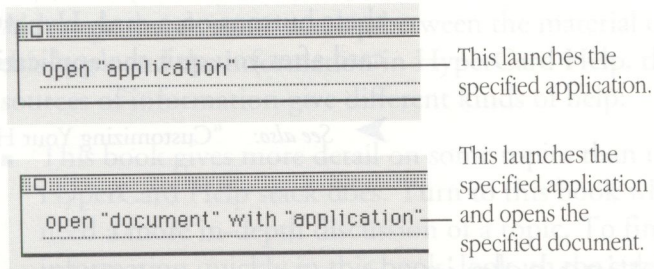 open "application"
This launches the
specified application.
open "document" with "application"
This launches the
specified application
and opens the
specified document.